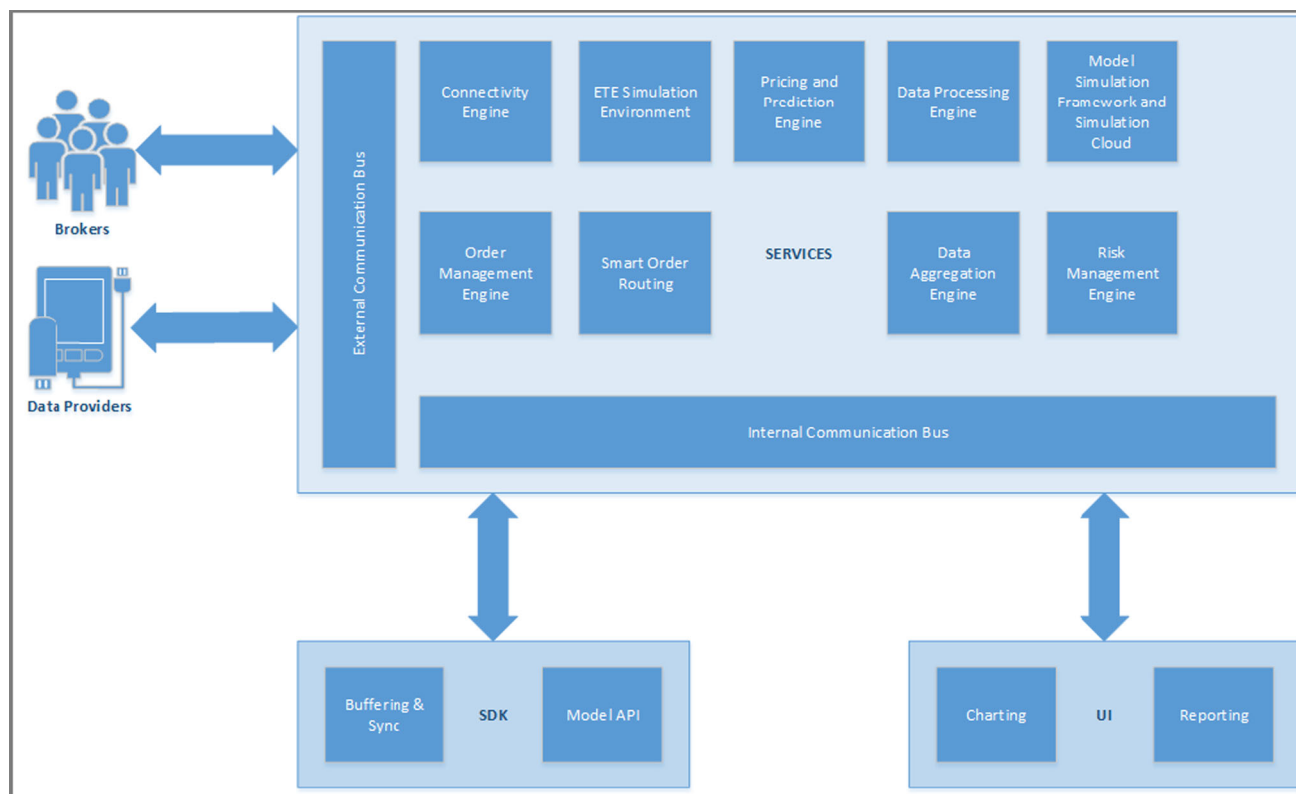 Connectivity
Engine
ETE Simulation
Environment
Pricing and
Prediction
Engine
Data Processing
Engine
Model
Simulation
Framework and
Simulation
Cloud
External Communication Bus
Brokers
Order
Management
Engine
Smart Order
Routing
SERVICES
Data
Aggregation
Engine
Risk
Management
Engine
Data Providers
Internal Communication Bus
Buffering &
Sync
SDK
Model API
Charting
UI
Reporting